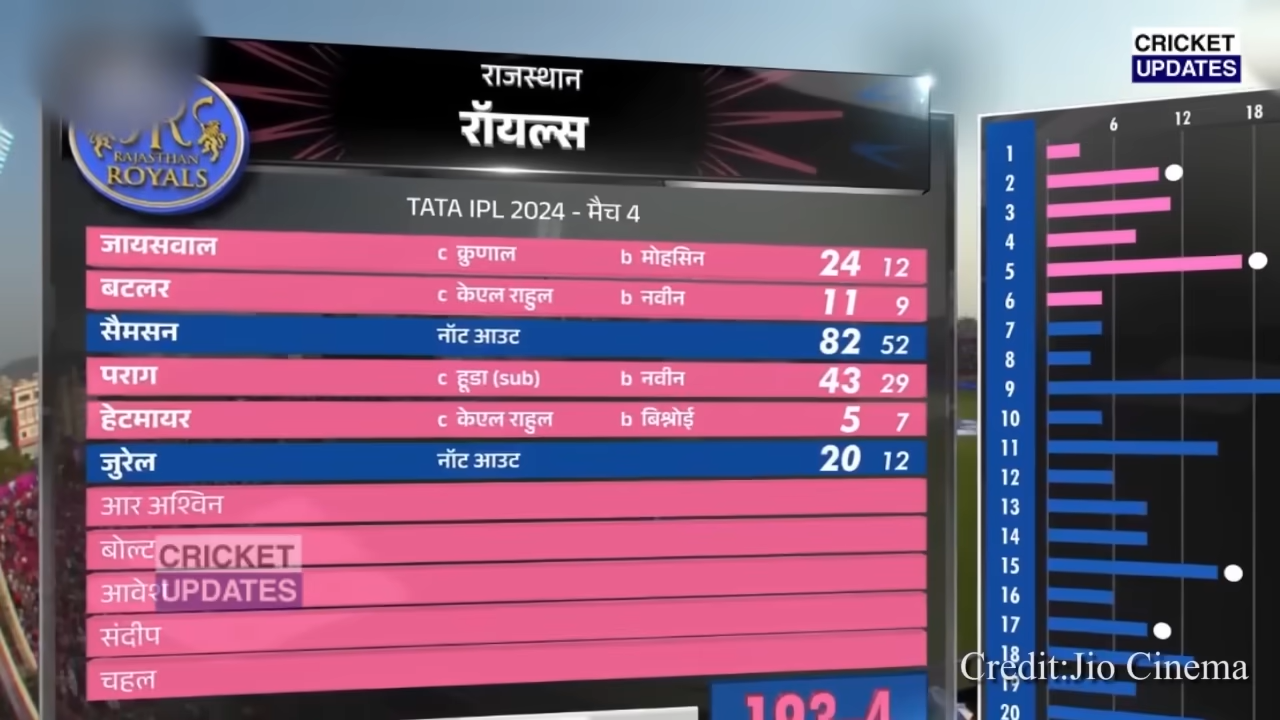 CRICKET
UPDATES
RAJASTHAN
ROYALS
राजस्थान
रॉयल्स
TATA IPL 2024 - मैच 4
जायसवाल c क्रुणाल b मोहसिन 24 12
बटलर c केएल राहुल b नवीन 11 9
सैमसन नॉट आउट 82 52
पराग c हूडा (sub) b नवीन 43 29
हेटमायर c केएल राहुल b बिश्नोई 5 7
जुरेल नॉट आउट 20 12
आर अश्विन
बोल्ट
आवेश
संदीप
चहल
193-4
CRICKET
UPDATES
6 12 18
1
2
3
4
5
6
7
8
9
10
11
12
13
14
15
16
17
18
19
20
Credit:Jio Cinema